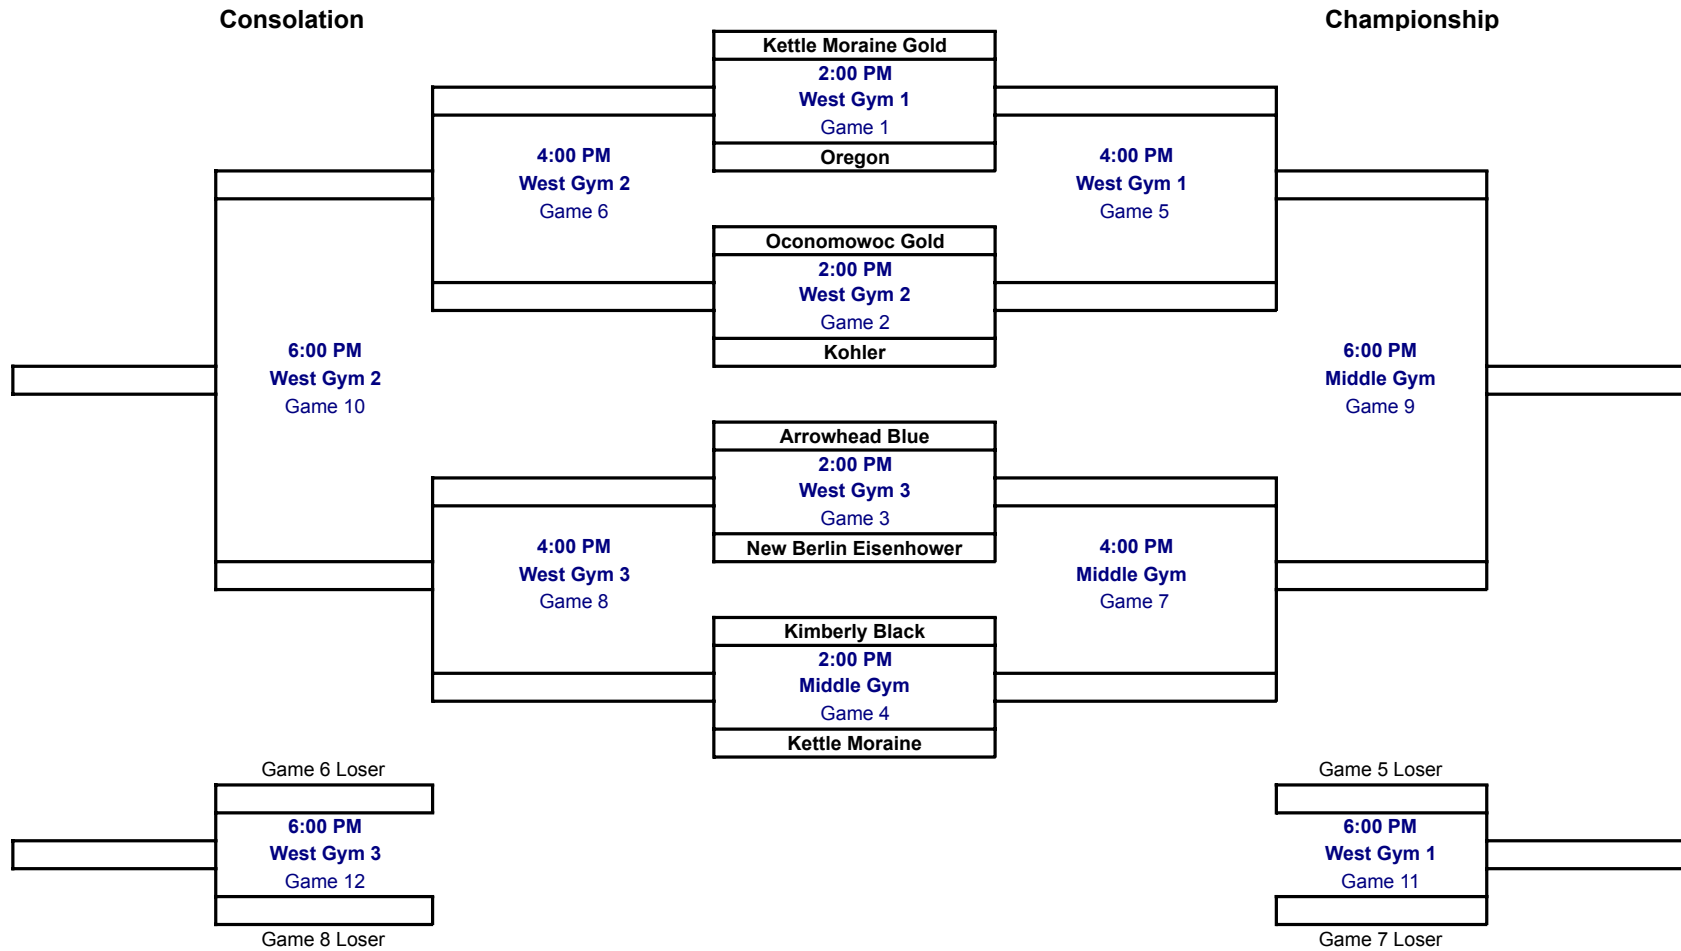 Consolation
Championship
Kettle Moraine Gold
2:00 PM
West Gym 1
Game 1
Oregon
4:00 PM
West Gym 2
Game 6
4:00 PM
West Gym 1
Game 5
Oconomowoc Gold
2:00 PM
West Gym 2
Game 2
Kohler
6:00 PM
West Gym 2
Game 10
6:00 PM
Middle Gym
Game 9
Arrowhead Blue
2:00 PM
West Gym 3
Game 3
New Berlin Eisenhower
4:00 PM
West Gym 3
Game 8
4:00 PM
Middle Gym
Game 7
Kimberly Black
2:00 PM
Middle Gym
Game 4
Kettle Moraine
Game 6 Loser
6:00 PM
West Gym 3
Game 12
Game 8 Loser
Game 5 Loser
6:00 PM
West Gym 1
Game 11
Game 7 Loser